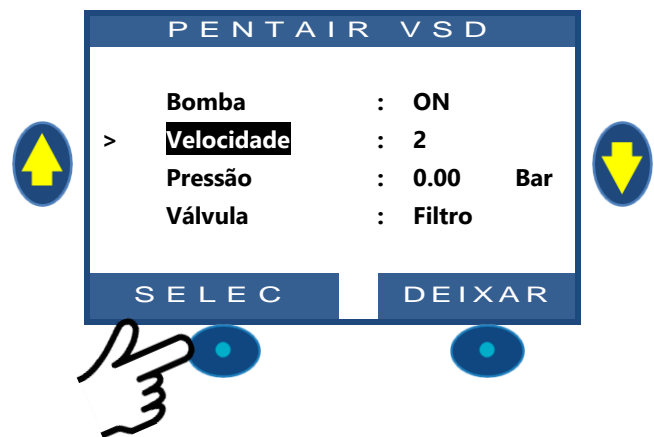 PENTAIR VSD
Bomba : ON
> Velocidade : 2
Pressão : 0.00 Bar
Válvula : Filtro
SELEC DEIXAR